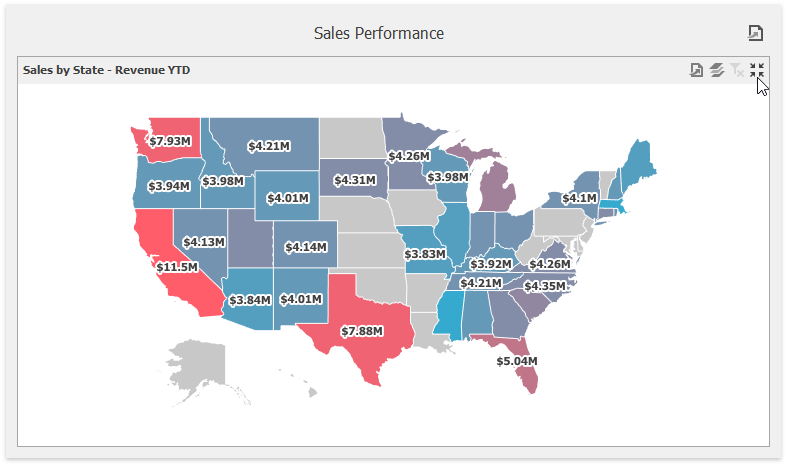 Sales Performance
Sales by State - Revenue YTD
$7.93M
$4.21M
$4.26M
$3.94M
$3.98M
$4.01M
$4.31M
$3.98M
$4.1M
$4.13M
$4.14M
$3.83M
$3.92M
$4.26M
$11.5M
$3.84M
$4.01M
$4.21M
$4.35M
$7.88M
$5.04M